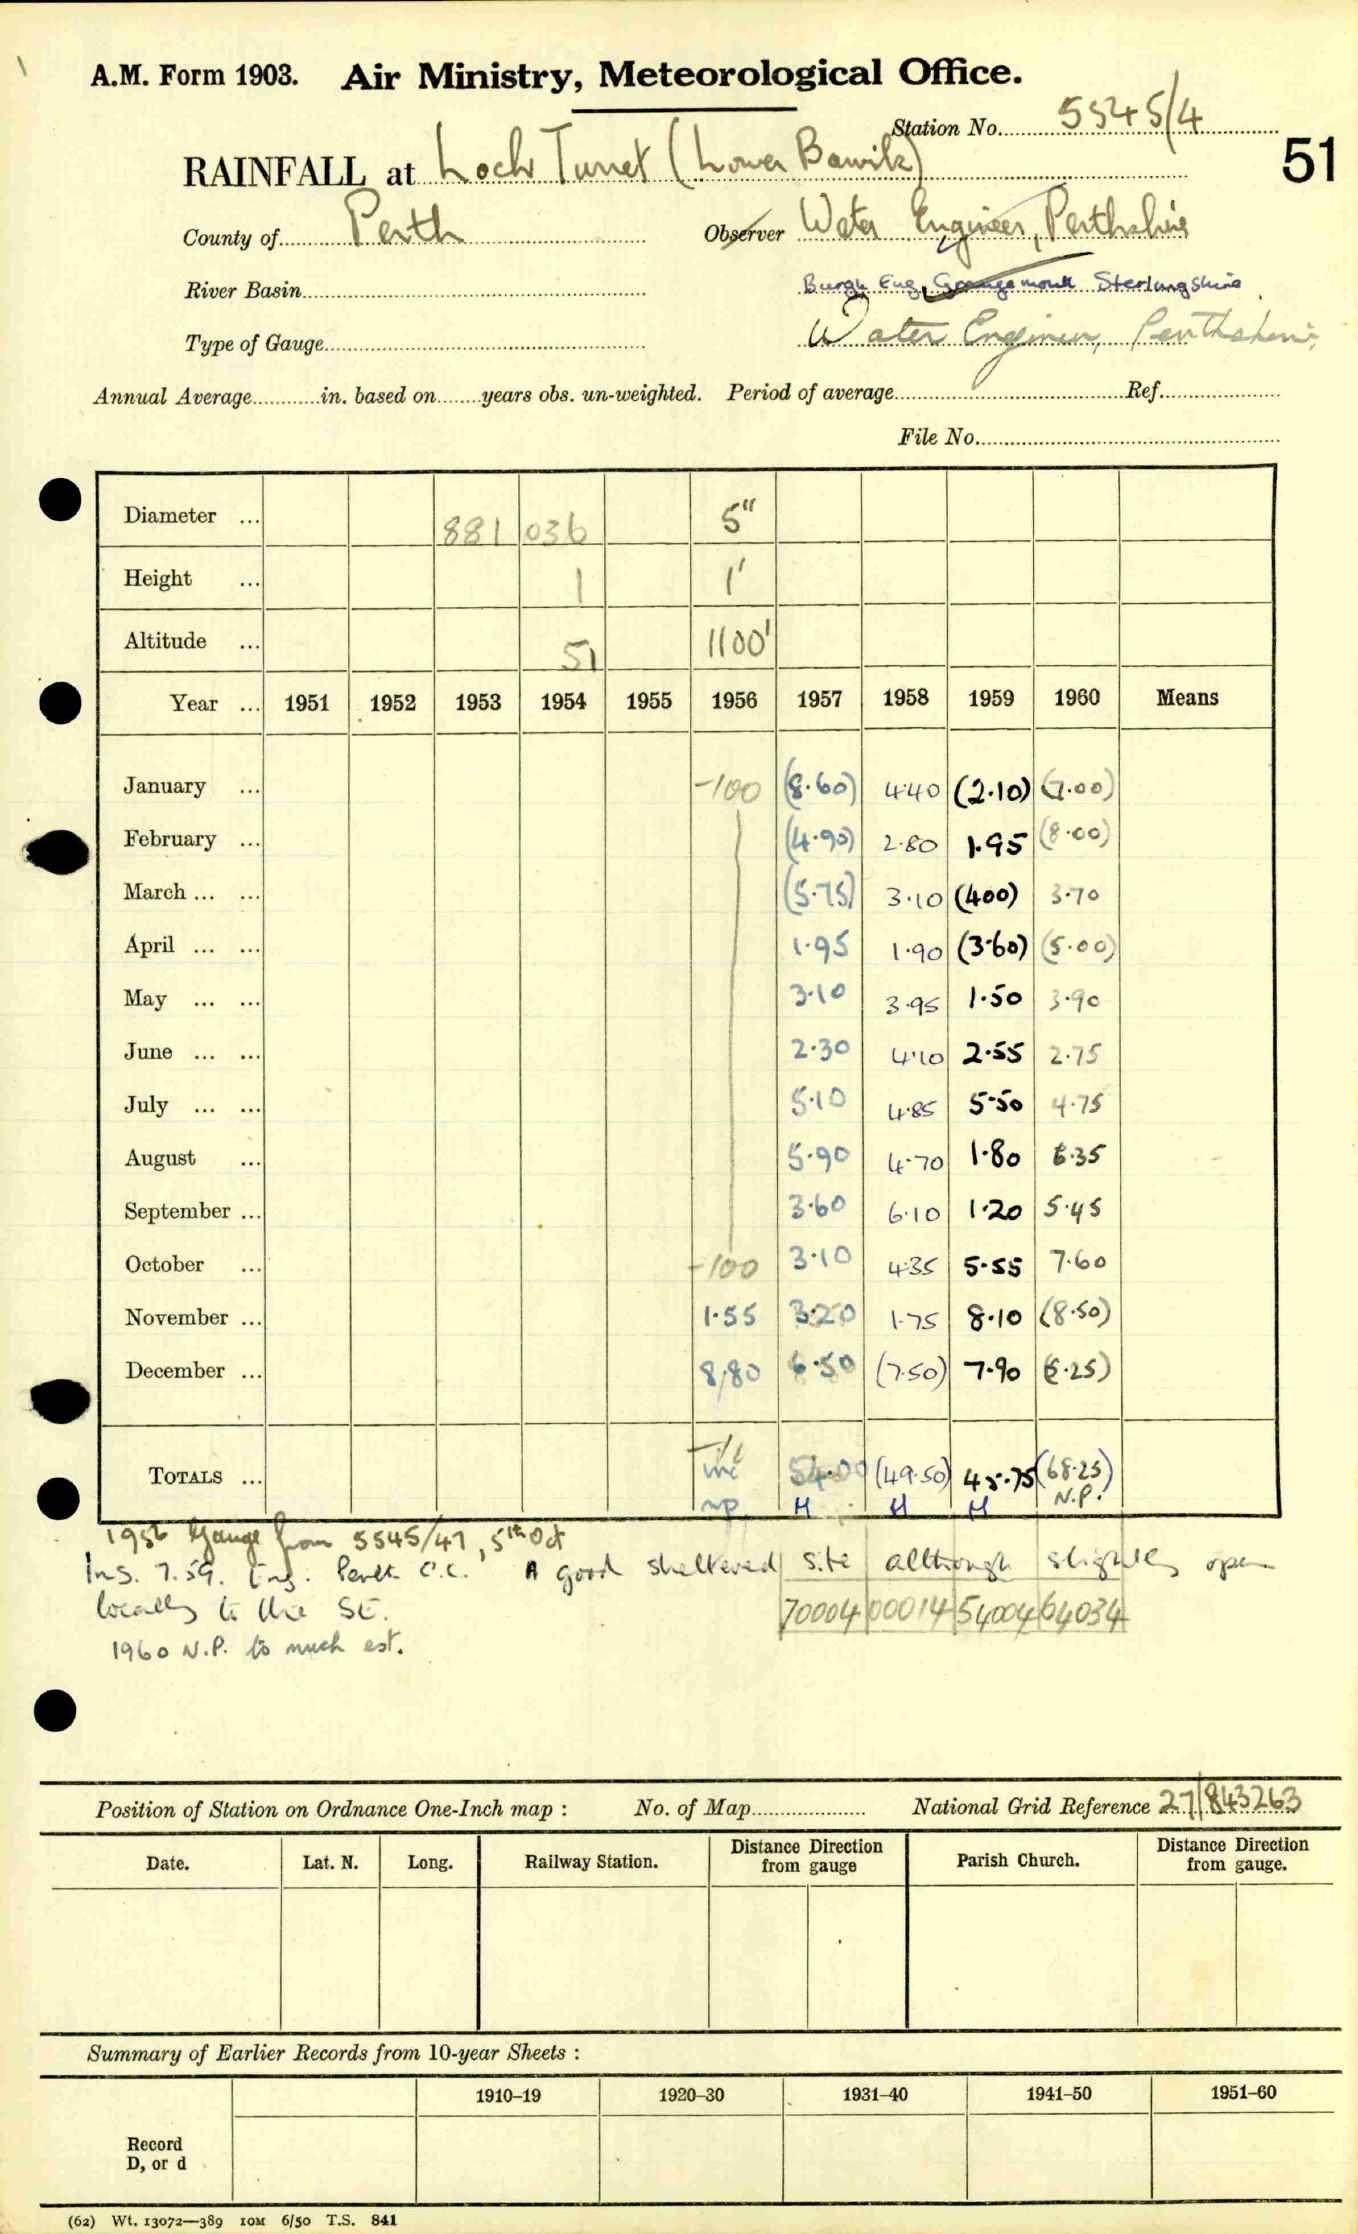 A.M. Form 1903. Air Ministry, Meteorological Office.
Station No. 5545/4
51
RAINFALL at Loch Turret (Lower Bawick)
County of Perth Observer Water Engineer, Perthshire
River Basin Burgh Eng Grangemouth Sterlingshire
Type of Gauge Water Engineer, Perthshire
Annual Average in. based on years obs. un-weighted. Period of average Ref.
File No.
Diameter ... 881 036 5"
Height ... 1 1'
Altitude ... 51 1100'
Year ... 1951 1952 1953 1954 1955 1956 1957 1958 1959 1960 Means
January ... -100 (8.60) 4.40 (2.10) (7.00)
February ... (4.90) 2.80 1.95 (8.00)
March ... ... (5.75) 3.10 (400) 3.70
April ... ... 1.95 1.90 (3.60) (5.00)
May ... ... 3.10 3.95 1.50 3.90
June ... ... 2.30 4.10 2.55 2.75
July ... ... 5.10 4.85 5.50 4.75
August ... 5.90 4.70 1.80 6.35
September ... 3.60 6.10 1.20 5.45
October ... -100 3.10 4.35 5.55 7.60
November ... 1.55 3.20 1.75 8.10 (8.50)
December ... 8.80 6.50 (7.50) 7.90 (5.25)
TOTALS ... inc 54.00 (49.50) 45.75 (68.25)
np H H H N.P.
1956 Gauge from 5545/47, 5th Oct
Ins. 7.59. Eng. Perth C.C. A good sheltered site although slightly open
locally to the SE.
70004 00014 54004 64034
1960 N.P. to much est.
Position of Station on Ordnance One-Inch map : No. of Map National Grid Reference 27/843263
Date. Lat. N. Long. Railway Station. Distance Direction from gauge Parish Church. Distance Direction from gauge.
Summary of Earlier Records from 10-year Sheets :
1910–19 1920–30 1931–40 1941–50 1951–60
Record
D, or d
(62) Wt. 13072—389 10M 6/50 T.S. 841